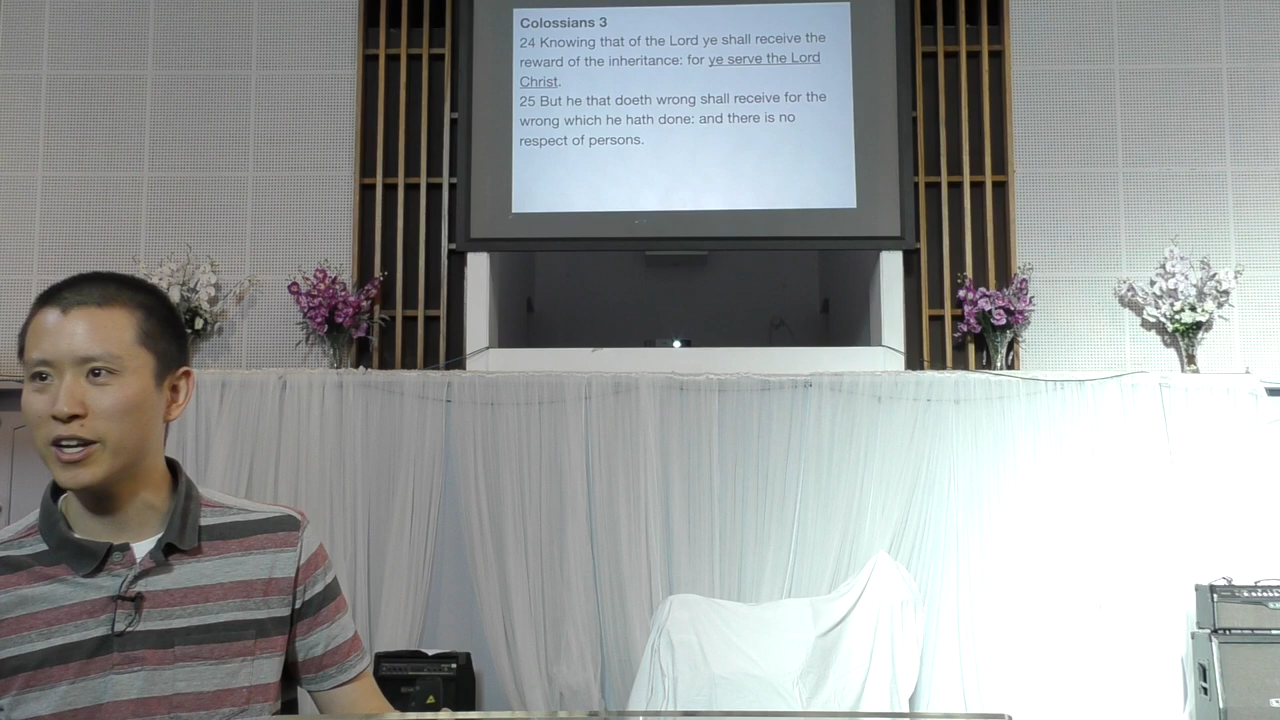 Colossians 3
24 Knowing that of the Lord ye shall receive the
reward of the inheritance: for ye serve the Lord
Christ.
25 But he that doeth wrong shall receive for the
wrong which he hath done: and there is no
respect of persons.